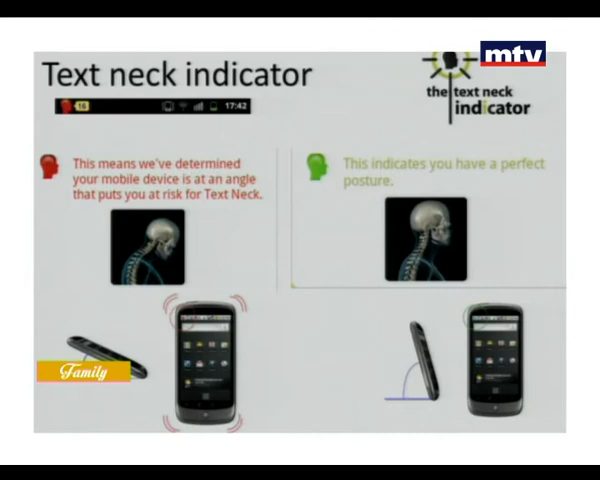 mtv
Text neck indicator
16
17:42
the text neck
indicator
This means we've determined
your mobile device is at an angle
that puts you at risk for Text Neck.
This indicates you have a perfect
posture.
Family